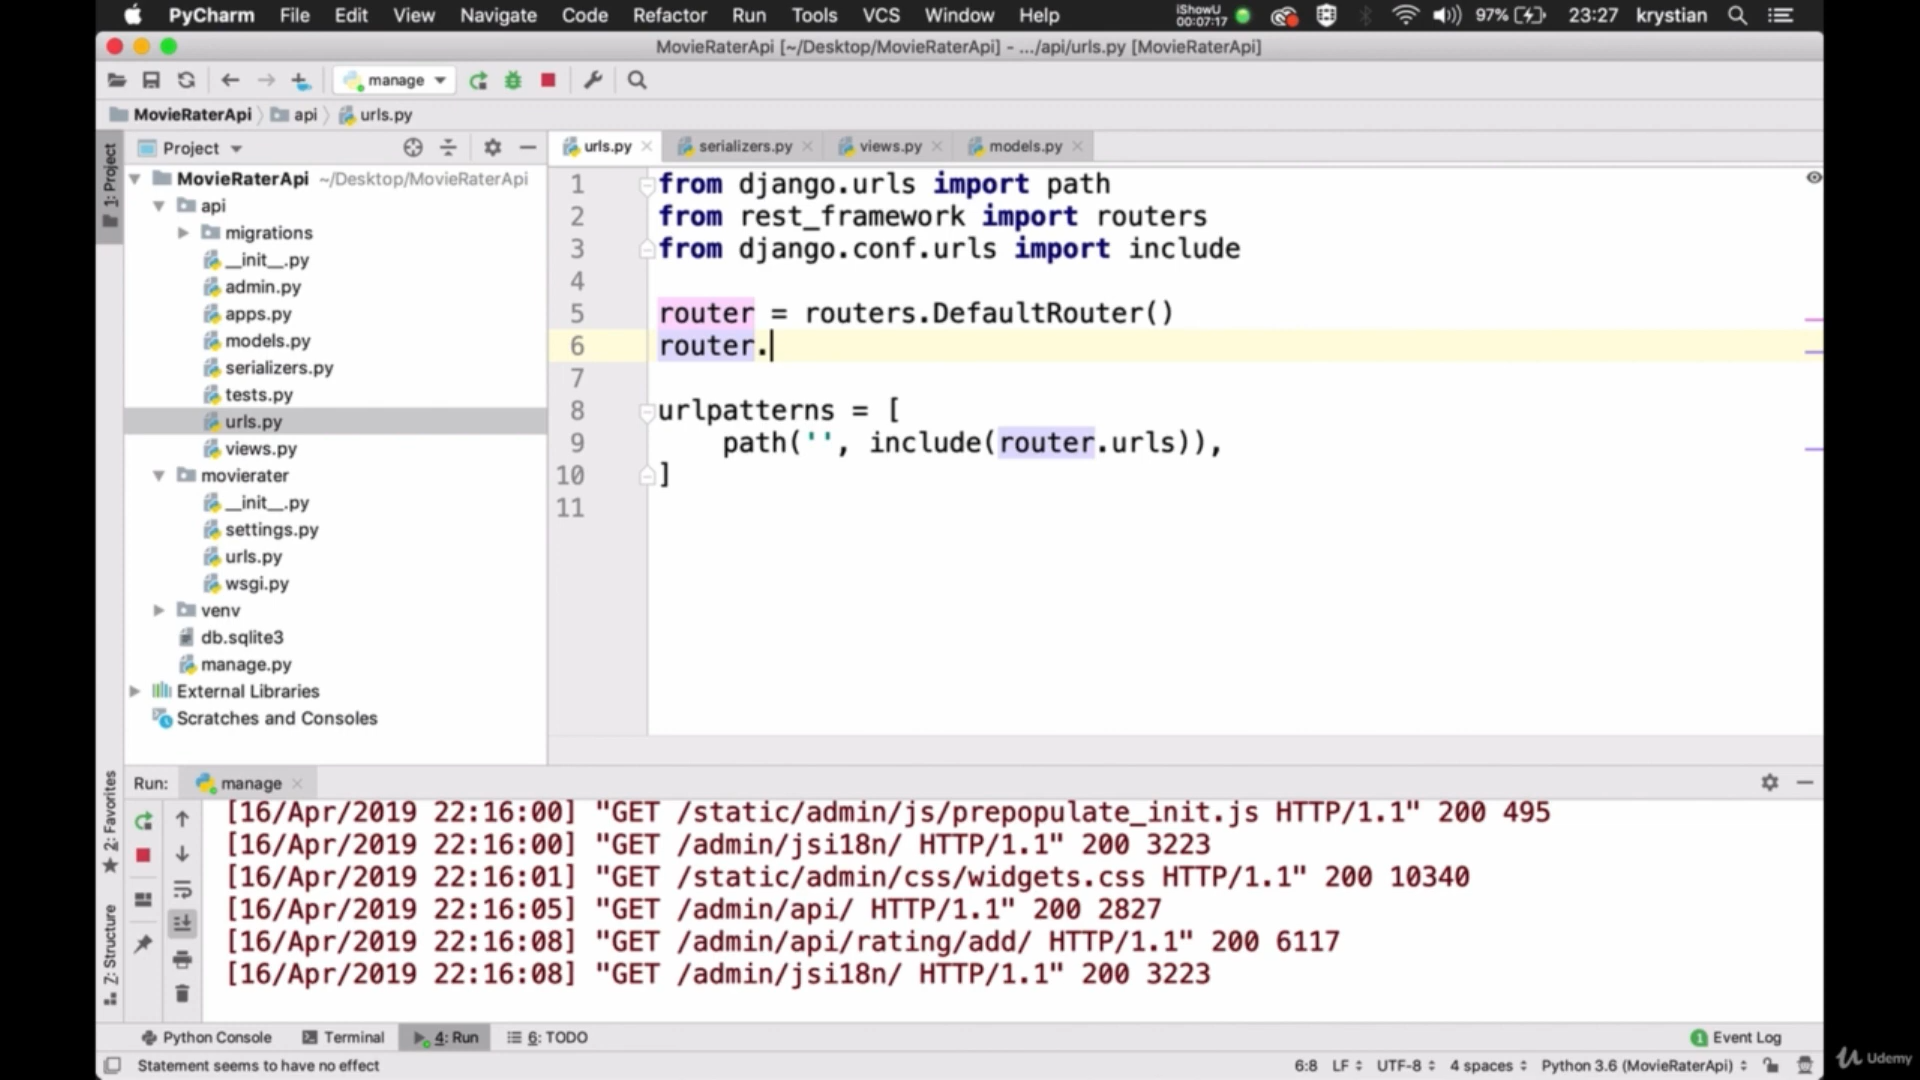 PyCharm File Edit View Navigate Code Refactor Run Tools VCS Window Help iShowU 00:07:17 97% 23:27 krystian
MovieRaterApi [~/Desktop/MovieRaterApi] - .../api/urls.py [MovieRaterApi]
manage
MovieRaterApi api urls.py
1: Project
Project
urls.py serializers.py views.py models.py
MovieRaterApi ~/Desktop/MovieRaterApi
api
migrations
__init__.py
admin.py
apps.py
models.py
serializers.py
tests.py
urls.py
views.py
movierater
__init__.py
settings.py
urls.py
wsgi.py
venv
db.sqlite3
manage.py
External Libraries
Scratches and Consoles
1 from django.urls import path
2 from rest_framework import routers
3 from django.conf.urls import include
4
5 router = routers.DefaultRouter()
6 router.
7
8 urlpatterns = [
9 path('', include(router.urls)),
10 ]
11
2: Favorites
Z: Structure
Run: manage
[16/Apr/2019 22:16:00] "GET /static/admin/js/prepopulate_init.js HTTP/1.1" 200 495
[16/Apr/2019 22:16:00] "GET /admin/jsi18n/ HTTP/1.1" 200 3223
[16/Apr/2019 22:16:01] "GET /static/admin/css/widgets.css HTTP/1.1" 200 10340
[16/Apr/2019 22:16:05] "GET /admin/api/ HTTP/1.1" 200 2827
[16/Apr/2019 22:16:08] "GET /admin/api/rating/add/ HTTP/1.1" 200 6117
[16/Apr/2019 22:16:08] "GET /admin/jsi18n/ HTTP/1.1" 200 3223
Python Console Terminal 4: Run 6: TODO 1 Event Log
Statement seems to have no effect 6:8 LF UTF-8 4 spaces Python 3.6 (MovieRaterApi)
Udemy